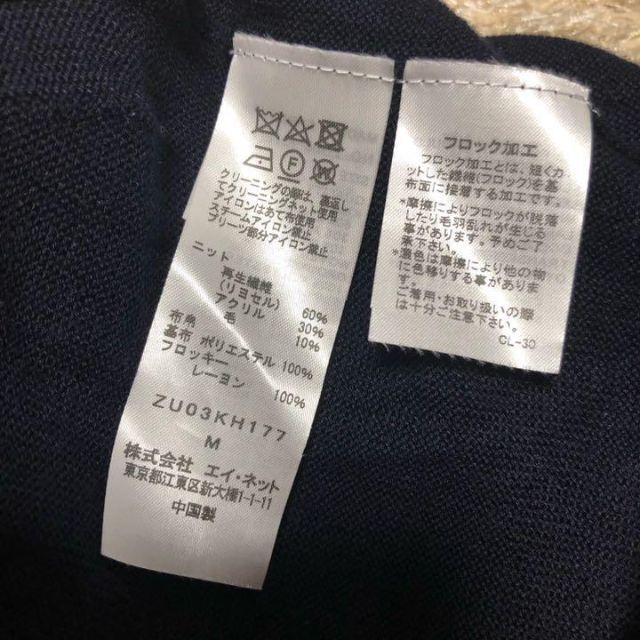 F
クリーニングの際、裏返し
てクリーニングネット使用
アイロンはあて布使用
スチームアイロン禁止
プリーツ部分アイロン禁止
ニット
再生繊維
(リヨセル) 60%
アクリル 30%
毛 10%
布帛
基布 ポリエステル 100%
フロッキー
レーヨン 100%
ZU03KH177
M
株式会社 エイ・ネット
東京都江東区新大橋1-1-11
中国製
フロック加工
フロック加工とは、短くカ
ットした繊維(フロック)を基
布面に接着する加工です。
*摩擦によりフロックが脱落
したり毛羽乱れが生じる
事があります。予めご了
承下さい。
*濃色は摩擦により他の物
に色移りする事があります。
ご着用・お取り扱いの際
は十分ご注意下さい。
CL-30